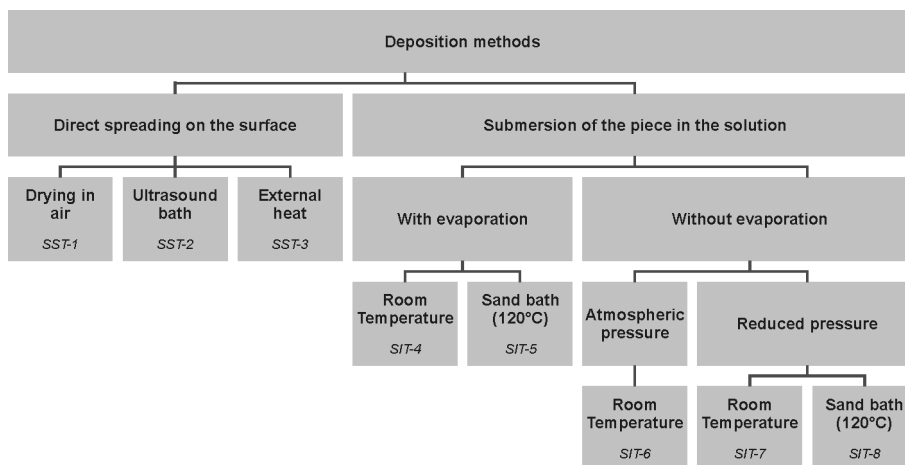 Deposition methods
Direct spreading on the surface
Submersion of the piece in the solution
Drying in
air
SST-1
Ultrasound
bath
SST-2
External
heat
SST-3
With evaporation
Without evaporation
Room
Temperature
SIT-4
Sand bath
(120°C)
SIT-5
Atmospheric
pressure
Reduced pressure
Room
Temperature
SIT-6
Room
Temperature
SIT-7
Sand bath
(120°C)
SIT-8